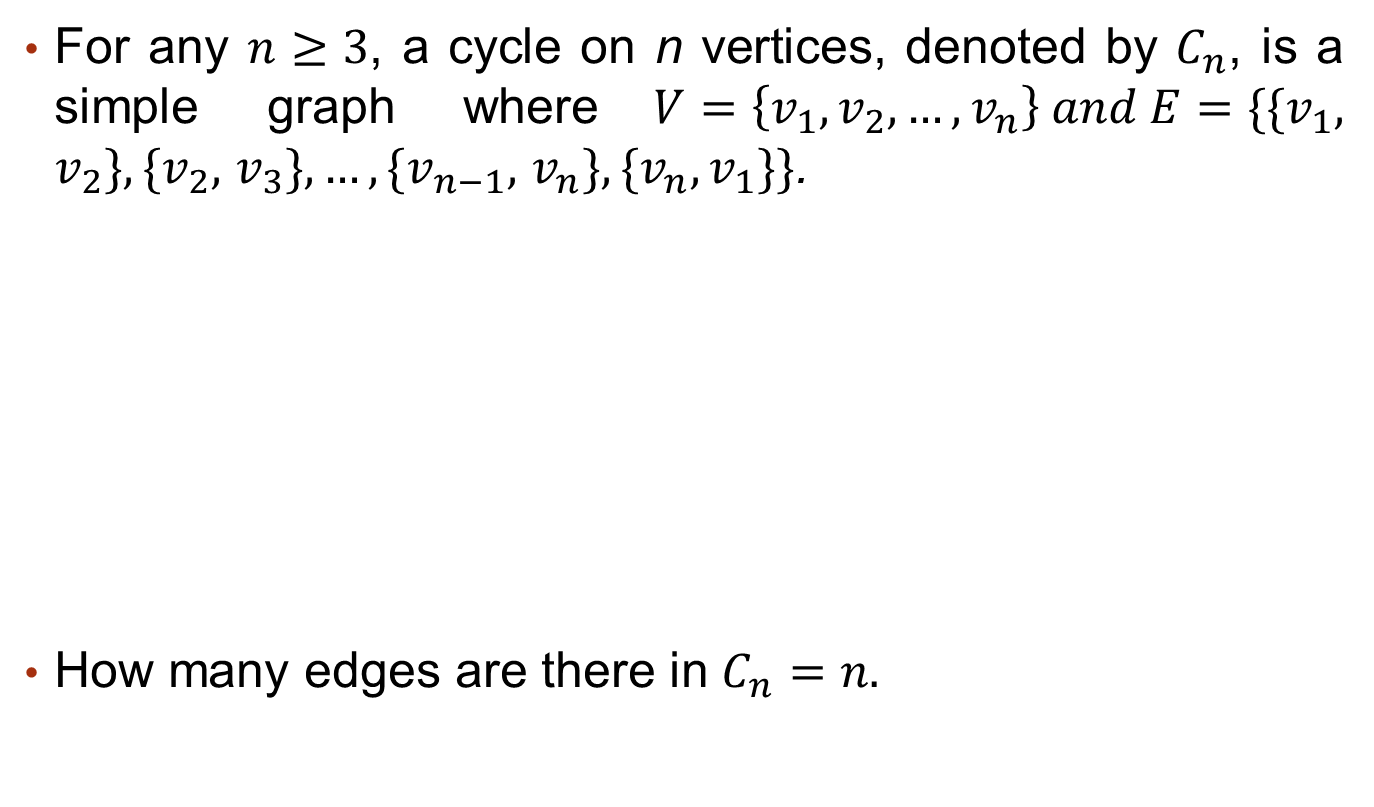 • For any n ≥ 3, a cycle on n vertices, denoted by Cₙ, is a
simple graph where V = {v₁, v₂, … , vₙ} and E = {{v₁,
v₂}, {v₂, v₃}, … , {vₙ₋₁, vₙ}, {vₙ, v₁}}.
• How many edges are there in Cₙ = n.